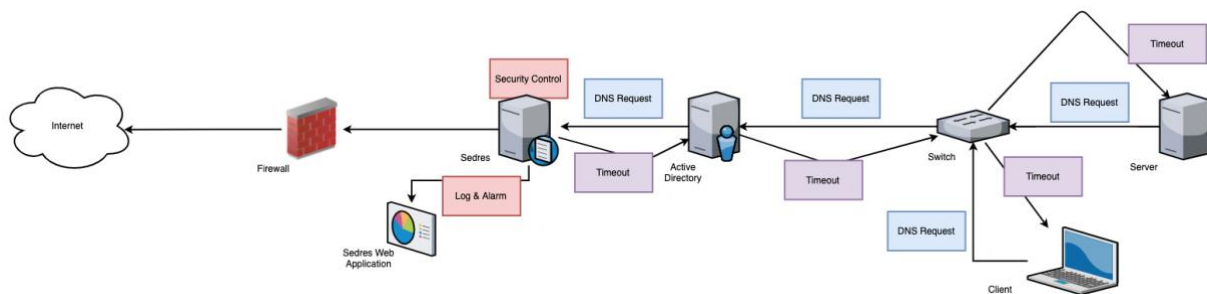 Timeout
Security Control
DNS Request
DNS Request
DNS Request
Internet
Firewall
Sedres
Active
Directory
Switch
Server
Timeout
Timeout
Timeout
Log & Alarm
DNS Request
Sedres Web
Application
Client